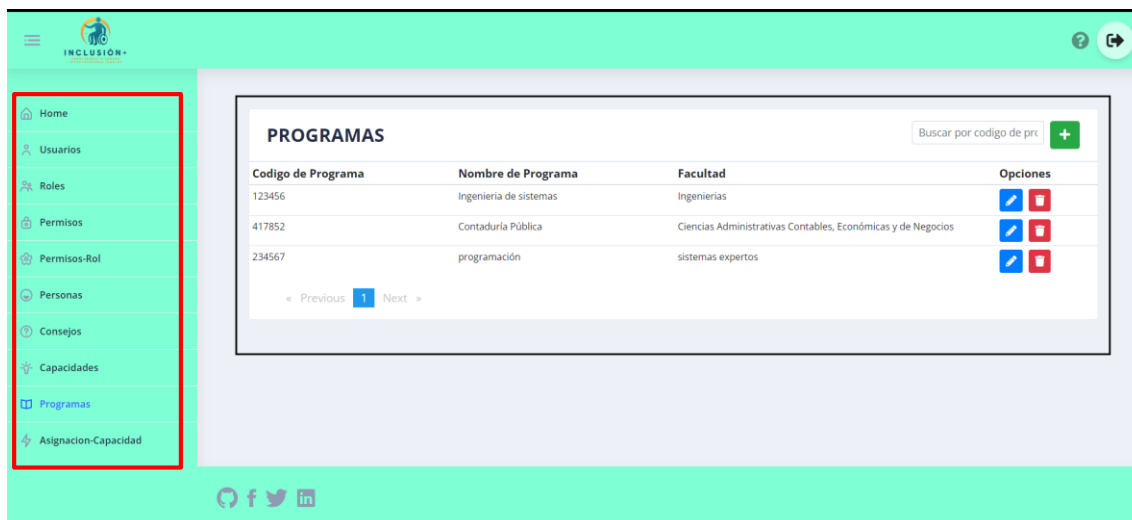 INCLUSIÓN+
Home
Usuarios
Roles
Permisos
Permisos-Rol
Personas
Consejos
Capacidades
Programas
Asignacion-Capacidad
PROGRAMAS
Buscar por codigo de prc
+
Codigo de Programa Nombre de Programa Facultad Opciones
123456 Ingenieria de sistemas Ingenierias
417852 Contaduría Pública Ciencias Administrativas Contables, Económicas y de Negocios
234567 programación sistemas expertos
« Previous 1 Next »